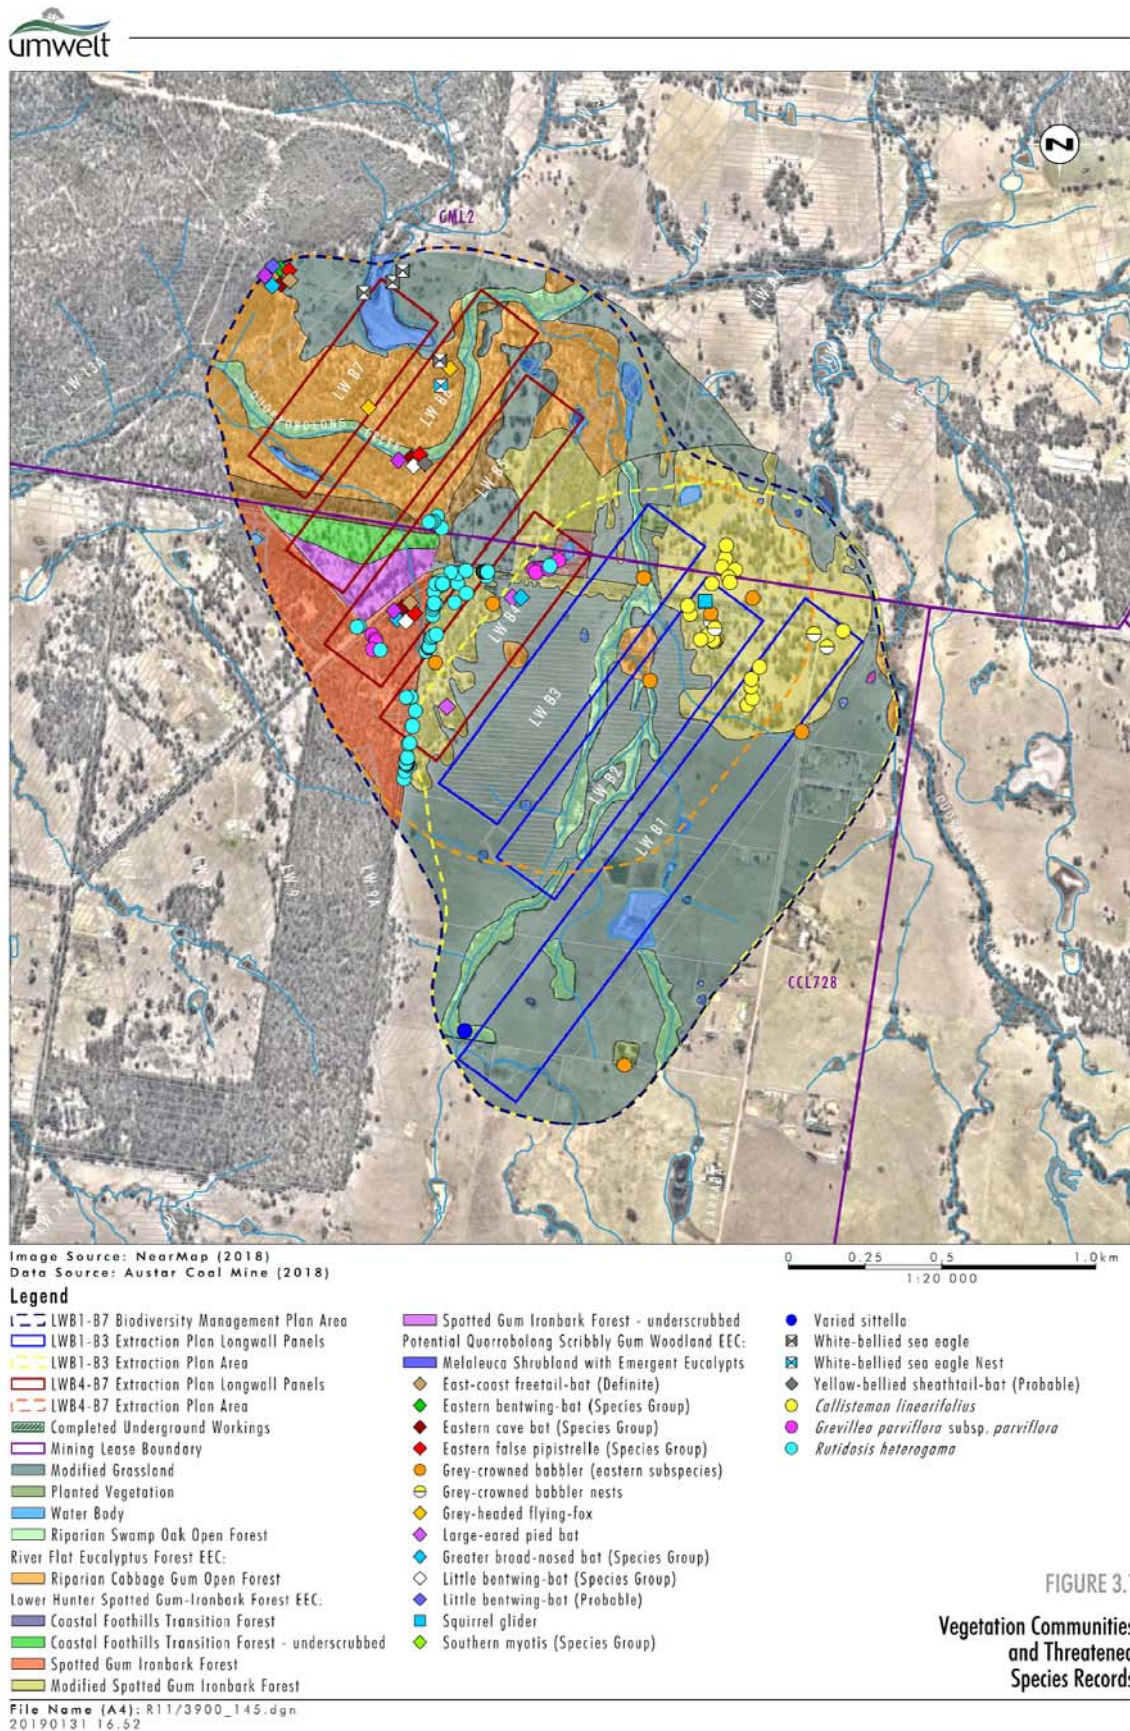 umwelt
N
CML2
LW B7
LW B6
LW B5
LW B4
LW B3
LW B2
LW B1
CCL728
Image Source: NearMap (2018)
Data Source: Austar Coal Mine (2018)
0 0.25 0.5 1.0km
1:20 000
Legend
LWB1-B7 Biodiversity Management Plan Area
LWB1-B3 Extraction Plan Longwall Panels
LWB1-B3 Extraction Plan Area
LWB4-B7 Extraction Plan Longwall Panels
LWB4-B7 Extraction Plan Area
Completed Underground Workings
Mining Lease Boundary
Modified Grassland
Planted Vegetation
Water Body
Riparian Swamp Oak Open Forest
River Flat Eucalyptus Forest EEC:
Riparian Cabbage Gum Open Forest
Lower Hunter Spotted Gum-Ironbark Forest EEC:
Coastal Foothills Transition Forest
Coastal Foothills Transition Forest - underscrubbed
Spotted Gum Ironbark Forest
Modified Spotted Gum Ironbark Forest
Spotted Gum Ironbark Forest - underscrubbed
Potential Quorrobolong Scribbly Gum Woodland EEC:
Melaleuca Shrubland with Emergent Eucalypts
East-coast freetail-bat (Definite)
Eastern bentwing-bat (Species Group)
Eastern cave bat (Species Group)
Eastern false pipistrelle (Species Group)
Grey-crowned babbler (eastern subspecies)
Grey-crowned babbler nests
Grey-headed flying-fox
Large-eared pied bat
Greater broad-nosed bat (Species Group)
Little bentwing-bat (Species Group)
Little bentwing-bat (Probable)
Squirrel glider
Southern myotis (Species Group)
Varied sittella
White-bellied sea eagle
White-bellied sea eagle Nest
Yellow-bellied sheathtail-bat (Probable)
Callistemon linearifolius
Grevillea parviflora subsp. parviflora
Rutidosis heterogama
FIGURE 3.
Vegetation Communities
and Threatened
Species Records
File Name (A4): R11/3900_145.dgn
20190131 16.52